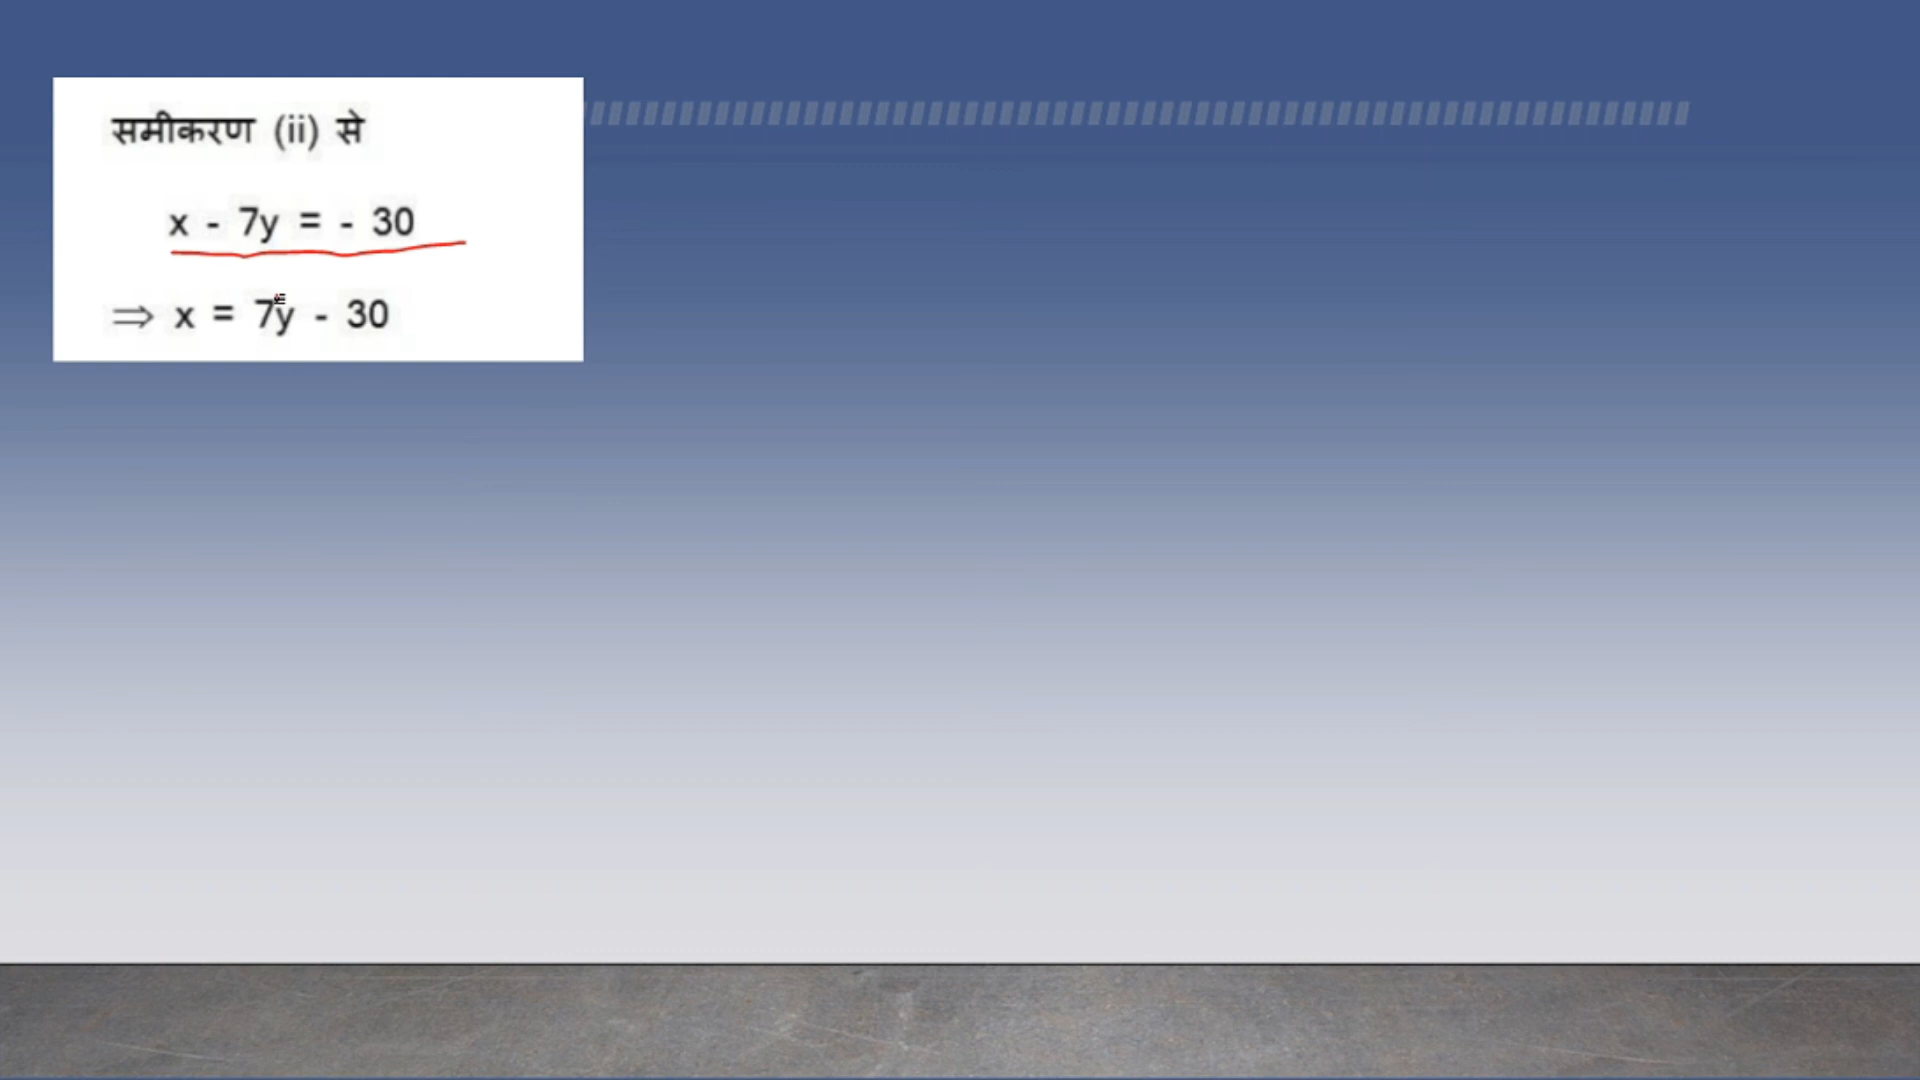 समीकरण (ii) से
x - 7y = - 30
⇒ x = 7y - 30